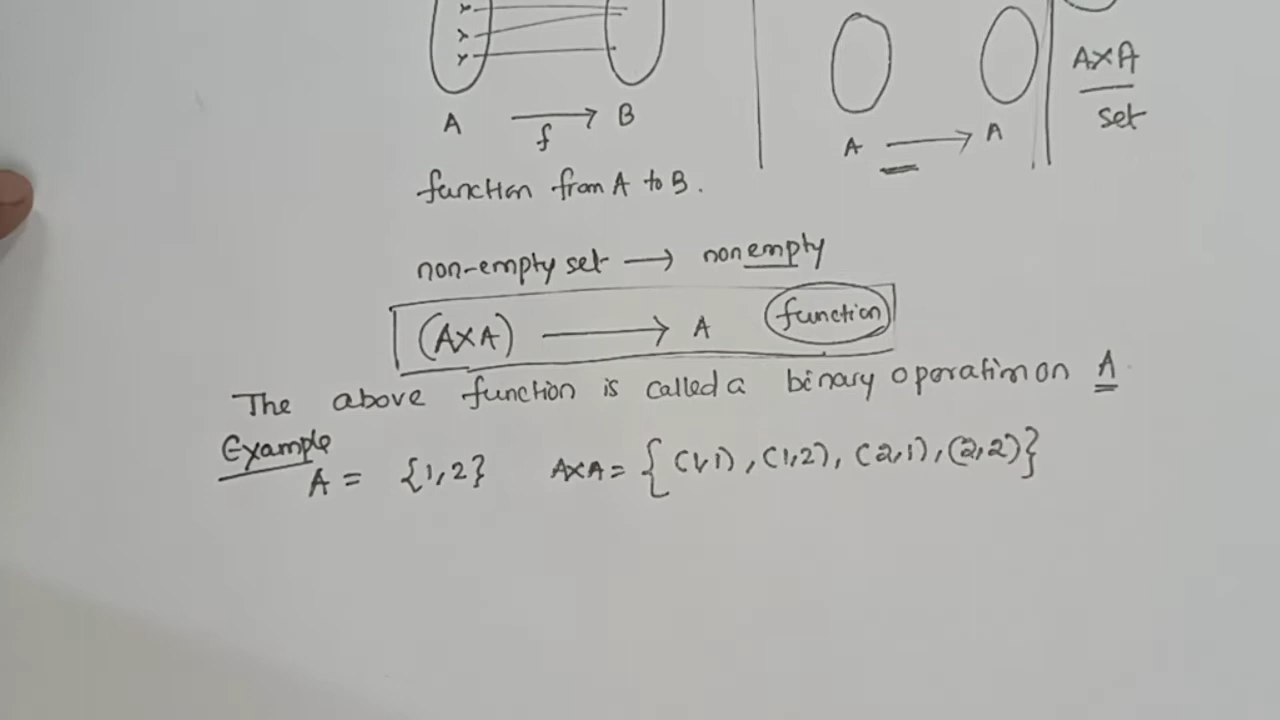 A → B
f
A → A
A×A
set
function from A to B.
non-empty set → nonempty
(A×A) → A function
The above function is called a binary operation on A
Example
A = {1,2} A×A = {(1,1), (1,2), (2,1), (2,2)}